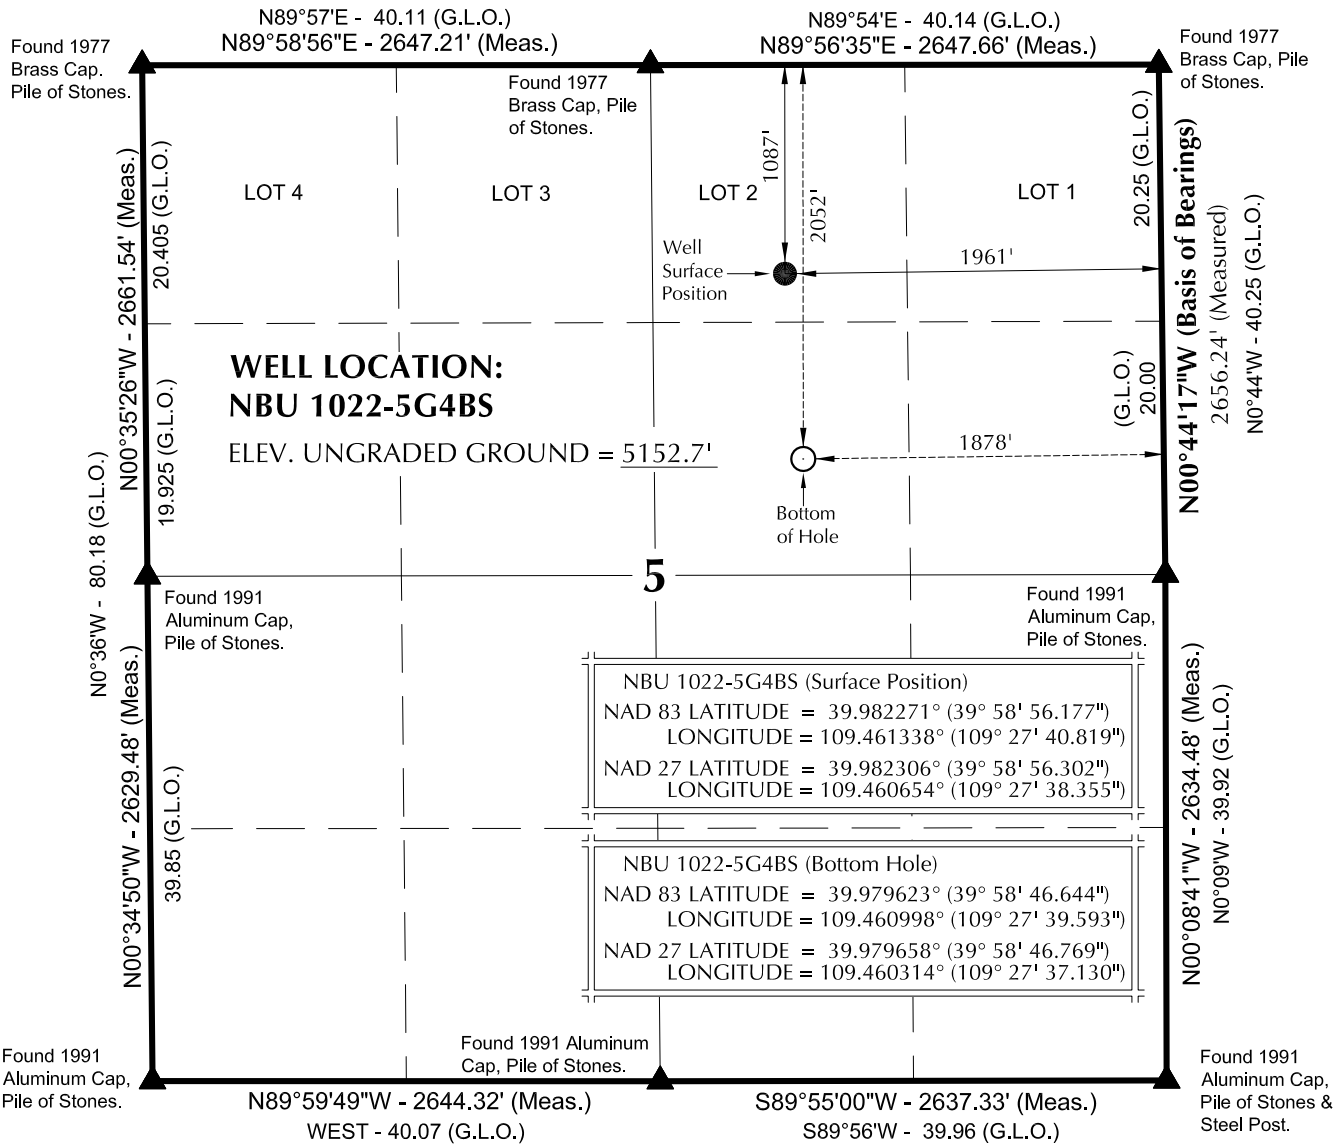 N89°57'E - 40.11 (G.L.O.)
N89°58'56"E - 2647.21' (Meas.)
N89°54'E - 40.14 (G.L.O.)
N89°56'35"E - 2647.66' (Meas.)
Found 1977
Brass Cap.
Pile of Stones.
Found 1977
Brass Cap, Pile
of Stones.
Found 1977
Brass Cap, Pile
of Stones.
LOT 4
LOT 3
LOT 2
LOT 1
1087'
2052'
Well
Surface
Position
1961'
N00°35'26"W - 2661.54' (Meas.)
20.405 (G.L.O.)
19.925 (G.L.O.)
N0°36'W - 80.18 (G.L.O.)
20.25 (G.L.O.)
N00°44'17"W (Basis of Bearings)
2656.24' (Measured)
N0°44'W - 40.25 (G.L.O.)
(G.L.O.)
20.00
WELL LOCATION:
NBU 1022-5G4BS
ELEV. UNGRADED GROUND = 5152.7'
1878'
Bottom
of Hole
5
Found 1991
Aluminum Cap,
Pile of Stones.
Found 1991
Aluminum Cap,
Pile of Stones.
NBU 1022-5G4BS (Surface Position)
NAD 83 LATITUDE = 39.982271° (39° 58' 56.177")
LONGITUDE = 109.461338° (109° 27' 40.819")
NAD 27 LATITUDE = 39.982306° (39° 58' 56.302")
LONGITUDE = 109.460654° (109° 27' 38.355")
NBU 1022-5G4BS (Bottom Hole)
NAD 83 LATITUDE = 39.979623° (39° 58' 46.644")
LONGITUDE = 109.460998° (109° 27' 39.593")
NAD 27 LATITUDE = 39.979658° (39° 58' 46.769")
LONGITUDE = 109.460314° (109° 27' 37.130")
N00°34'50"W - 2629.48' (Meas.)
39.85 (G.L.O.)
N00°08'41"W - 2634.48' (Meas.)
N0°09'W - 39.92 (G.L.O.)
Found 1991
Aluminum Cap,
Pile of Stones.
Found 1991 Aluminum
Cap, Pile of Stones.
Found 1991
Aluminum Cap,
Pile of Stones &
Steel Post.
N89°59'49"W - 2644.32' (Meas.)
WEST - 40.07 (G.L.O.)
S89°55'00"W - 2637.33' (Meas.)
S89°56'W - 39.96 (G.L.O.)